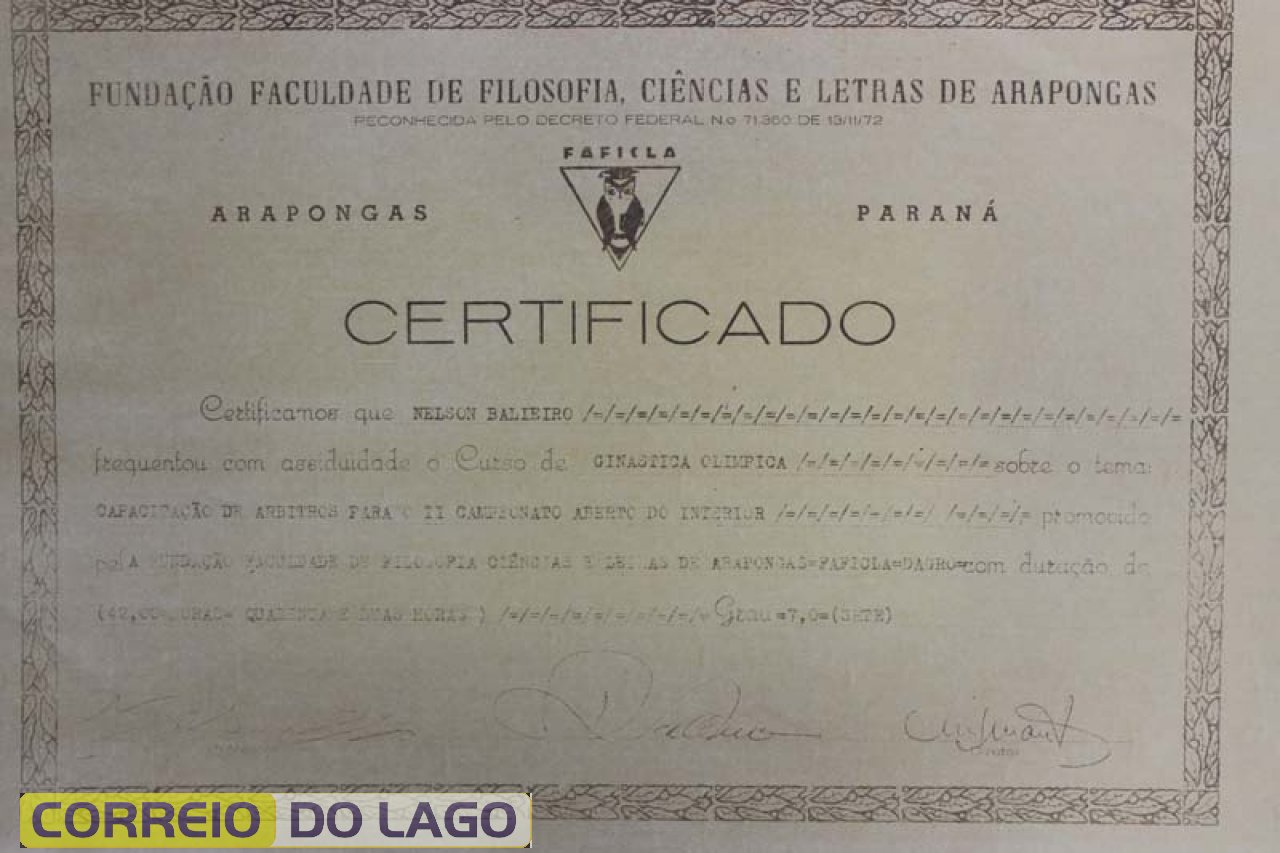 FUNDAÇÃO FACULDADE DE FILOSOFIA, CIÊNCIAS E LETRAS DE ARAPONGAS
RECONHECIDA PELO DECRETO FEDERAL N.o 71.360 DE 13/11/72
FAFICLA
ARAPONGAS PARANÁ
CERTIFICADO
Certificamos que NELSON BALIEIRO /=/=/=/=/=/=/=/=/=/=/=/=/=/=/=/=/=/=/=/=/=/=/=/=/=/=/=/=
frequentou com assiduidade o Curso de GINASTICA OLIMPICA /=/=/=/=/=/=/=/=/= sobre o tema:
CAPACITAÇÃO DE ARBITROS PARA O II CAMPEONATO ABERTO DO INTERIOR /=/=/=/=/=/=/=/ /=/=/=/= promovido
pel A FUNDAÇÃO FACULDADE DE FILOSOFIA CIÊNCIAS E LETRAS DE ARAPONGAS=FAFICLA=DAGRO=com duração de
(42,00=HORAS= QUARENTA E DUAS HORAS ) /=/=/=/=/=/=/=/=/=/= Grau =7,0=(SETE)
CORREIO DO LAGO